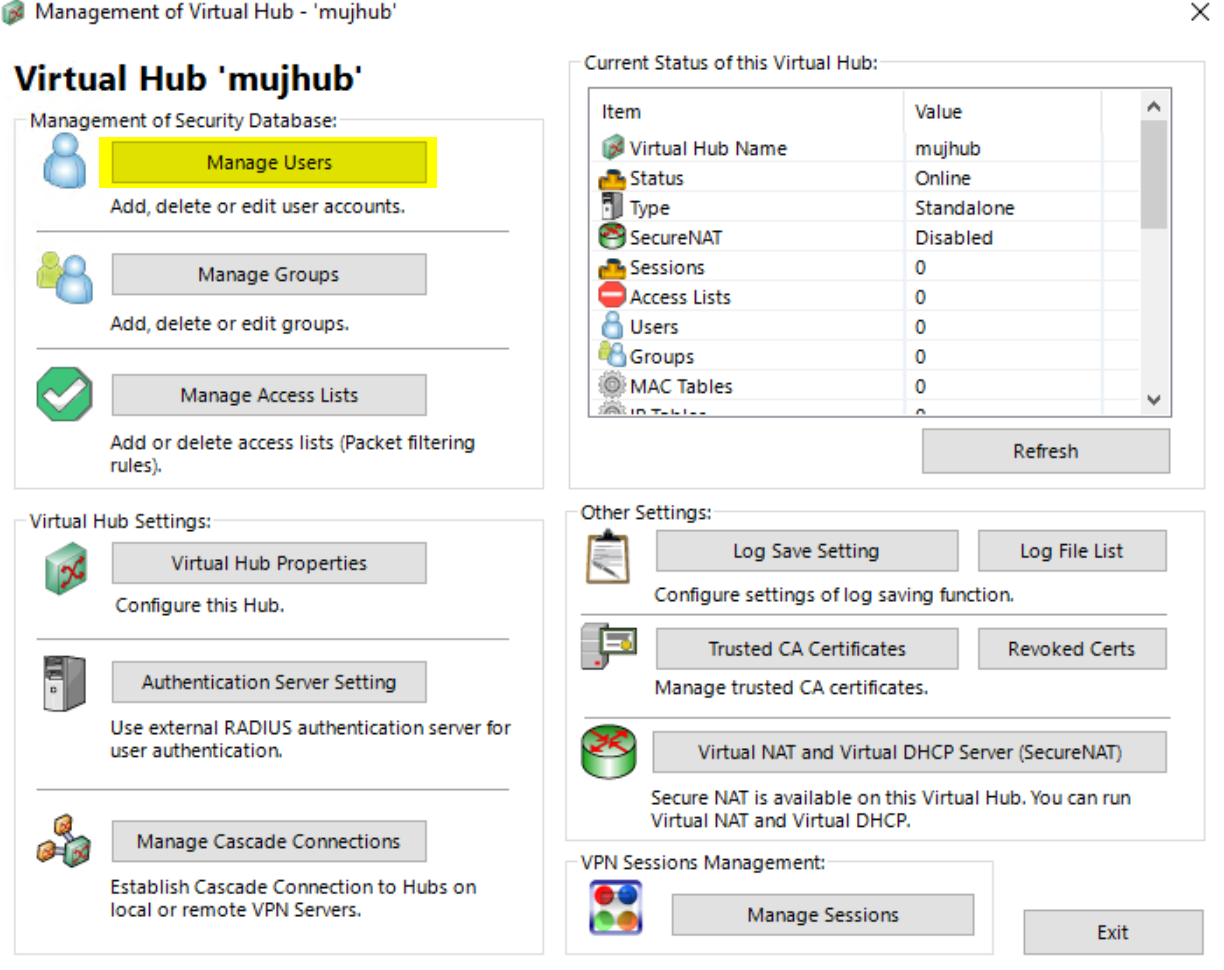 Management of Virtual Hub - 'mujhub'
Virtual Hub 'mujhub'
Management of Security Database:
Manage Users
Add, delete or edit user accounts.
Manage Groups
Add, delete or edit groups.
Manage Access Lists
Add or delete access lists (Packet filtering
rules).
Current Status of this Virtual Hub:
Item Value
Virtual Hub Name mujhub
Status Online
Type Standalone
SecureNAT Disabled
Sessions 0
Access Lists 0
Users 0
Groups 0
MAC Tables 0
IP Tables 0
Refresh
Virtual Hub Settings:
Virtual Hub Properties
Configure this Hub.
Authentication Server Setting
Use external RADIUS authentication server for
user authentication.
Manage Cascade Connections
Establish Cascade Connection to Hubs on
local or remote VPN Servers.
Other Settings:
Log Save Setting Log File List
Configure settings of log saving function.
Trusted CA Certificates Revoked Certs
Manage trusted CA certificates.
Virtual NAT and Virtual DHCP Server (SecureNAT)
Secure NAT is available on this Virtual Hub. You can run
Virtual NAT and Virtual DHCP.
VPN Sessions Management:
Manage Sessions
Exit